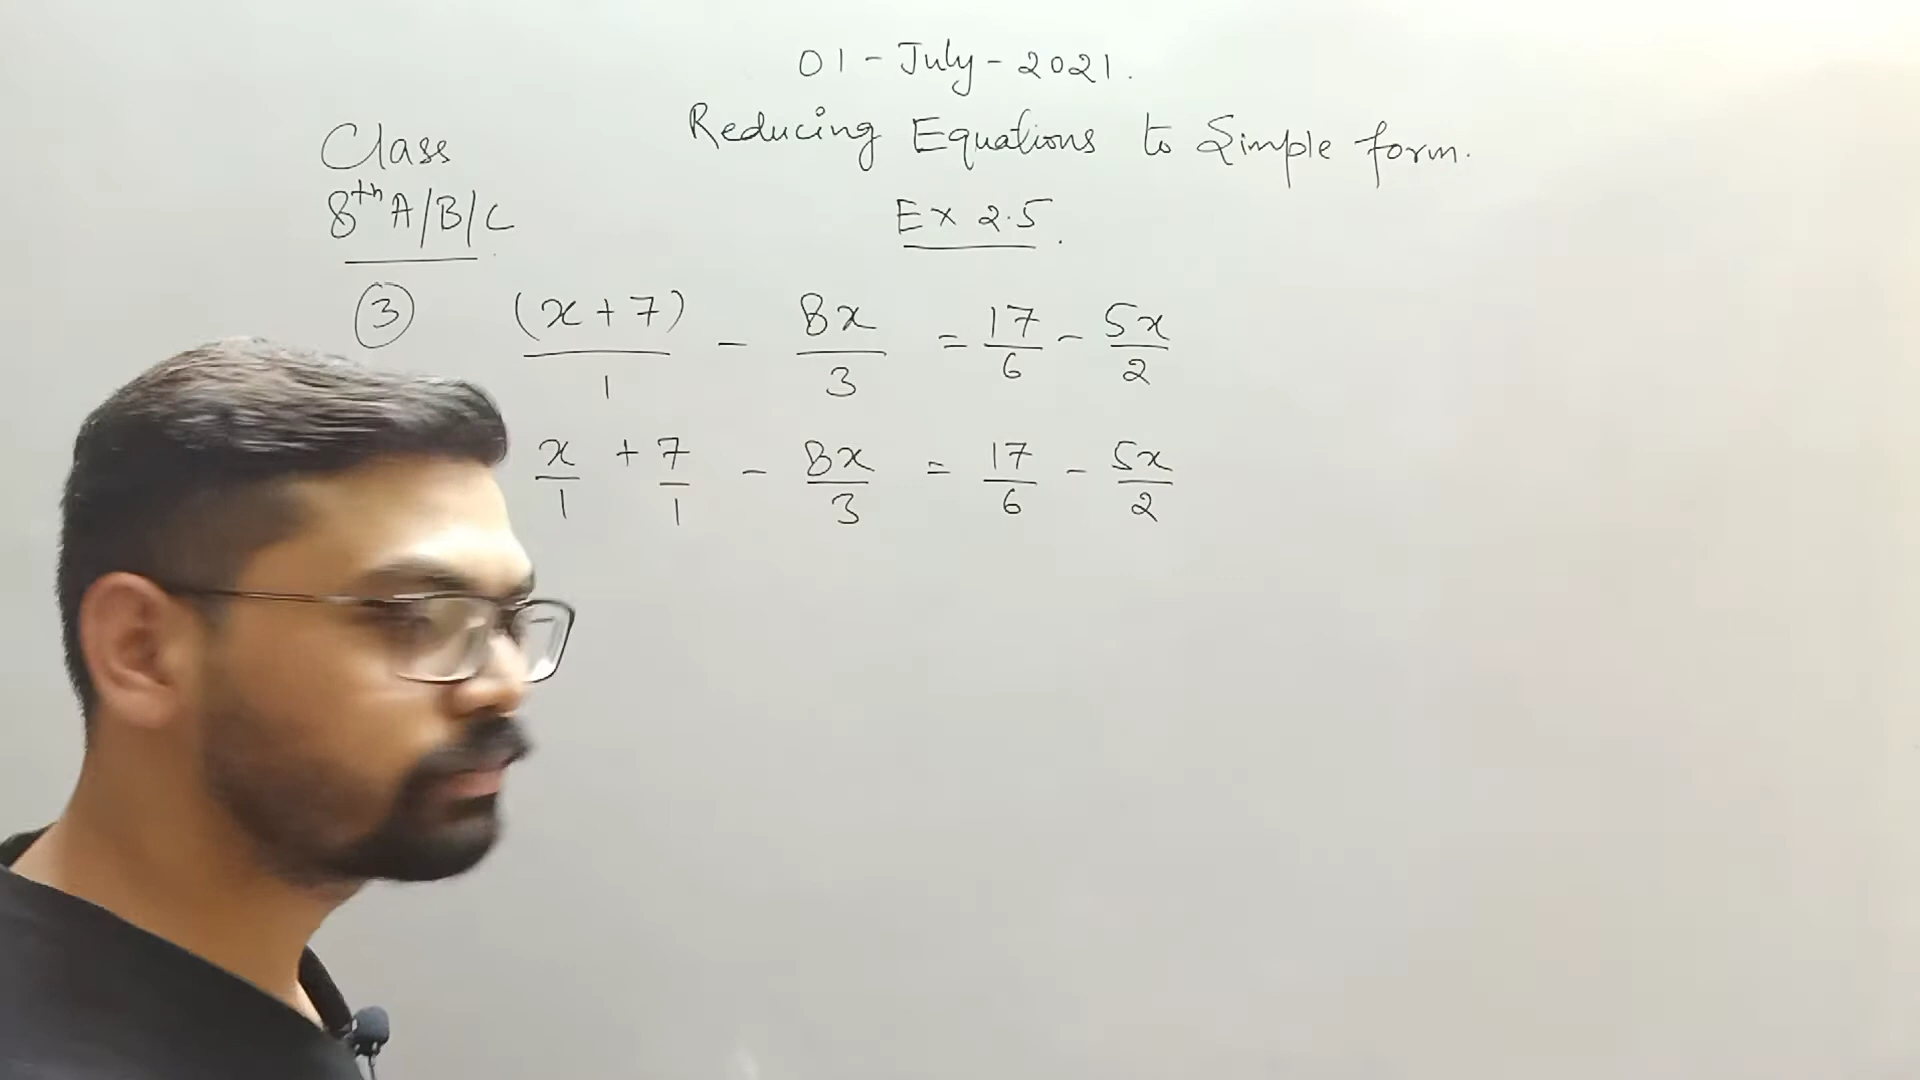 01 - July - 2021.
Reducing Equations to Simple form.
Class
8th A/B/C
Ex 2.5.
③ (x + 7)/1 - 8x/3 = 17/6 - 5x/2
x/1 + 7/1 - 8x/3 = 17/6 - 5x/2